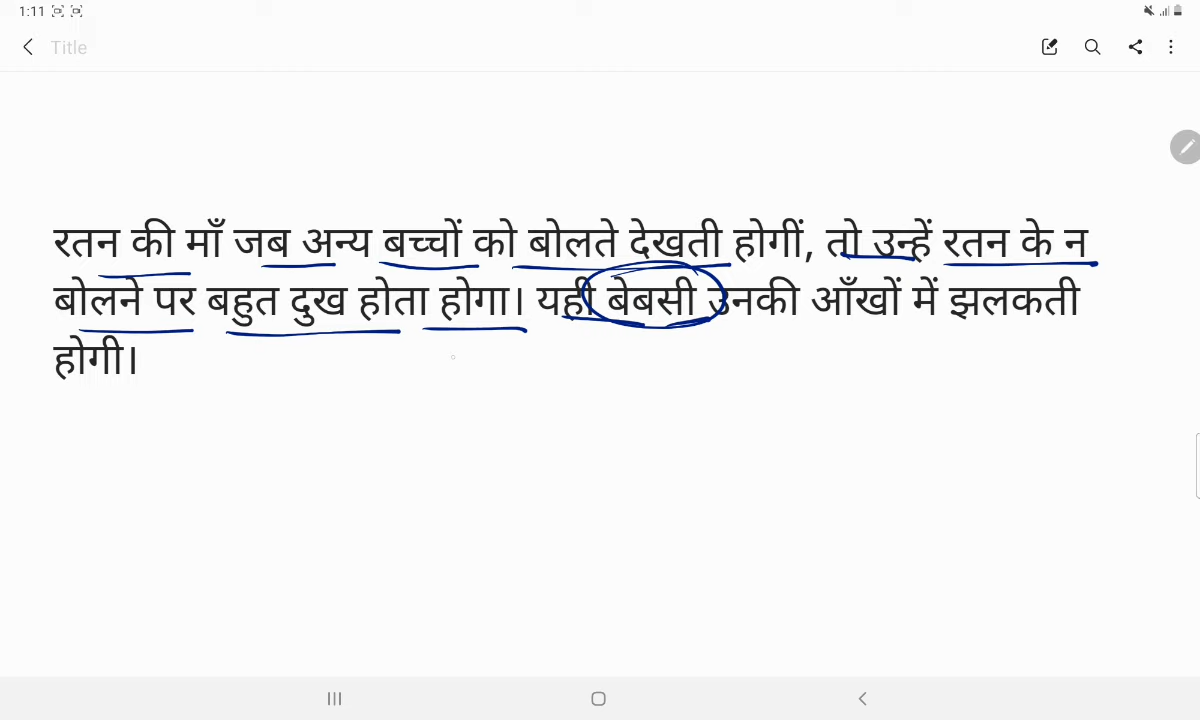 1:11
Title
रतन की माँ जब अन्य बच्चों को बोलते देखती होगीं, तो उन्हें रतन के न
बोलने पर बहुत दुख होता होगा। यही बेबसी उनकी आँखों में झलकती
होगी।